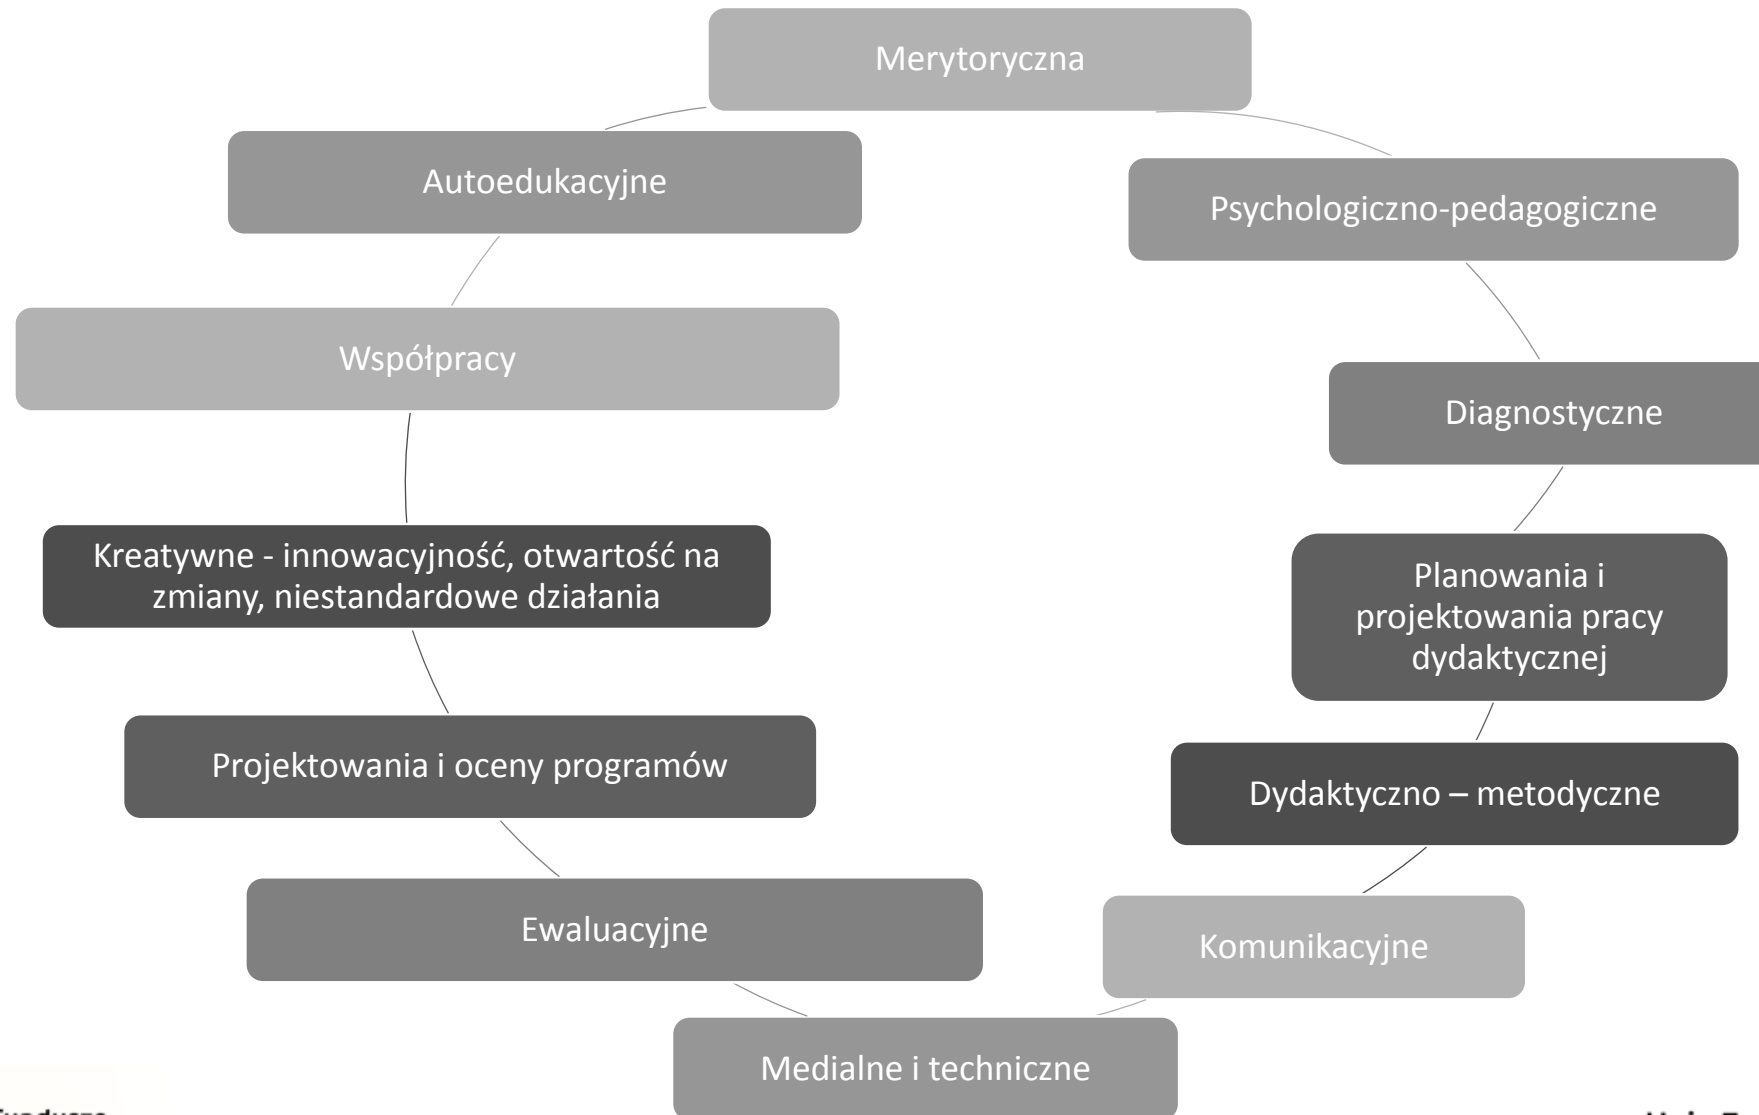 Merytoryczna
Psychologiczno-pedagogiczne
Diagnostyczne
Planowania i
projektowania pracy
dydaktycznej
Dydaktyczno – metodyczne
Komunikacyjne
Medialne i techniczne
Ewaluacyjne
Projektowania i oceny programów
Kreatywne - innowacyjność, otwartość na
zmiany, niestandardowe działania
Współpracy
Autoedukacyjne